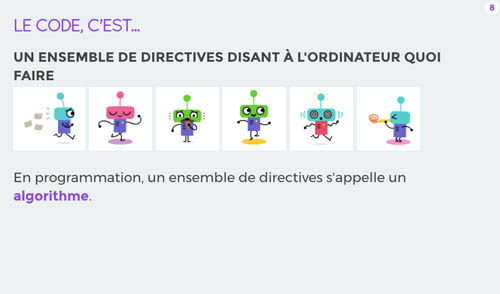 8
LE CODE, C'EST...
UN ENSEMBLE DE DIRECTIVES DISANT À L'ORDINATEUR QUOI
FAIRE
En programmation, un ensemble de directives s'appelle un
algorithme.